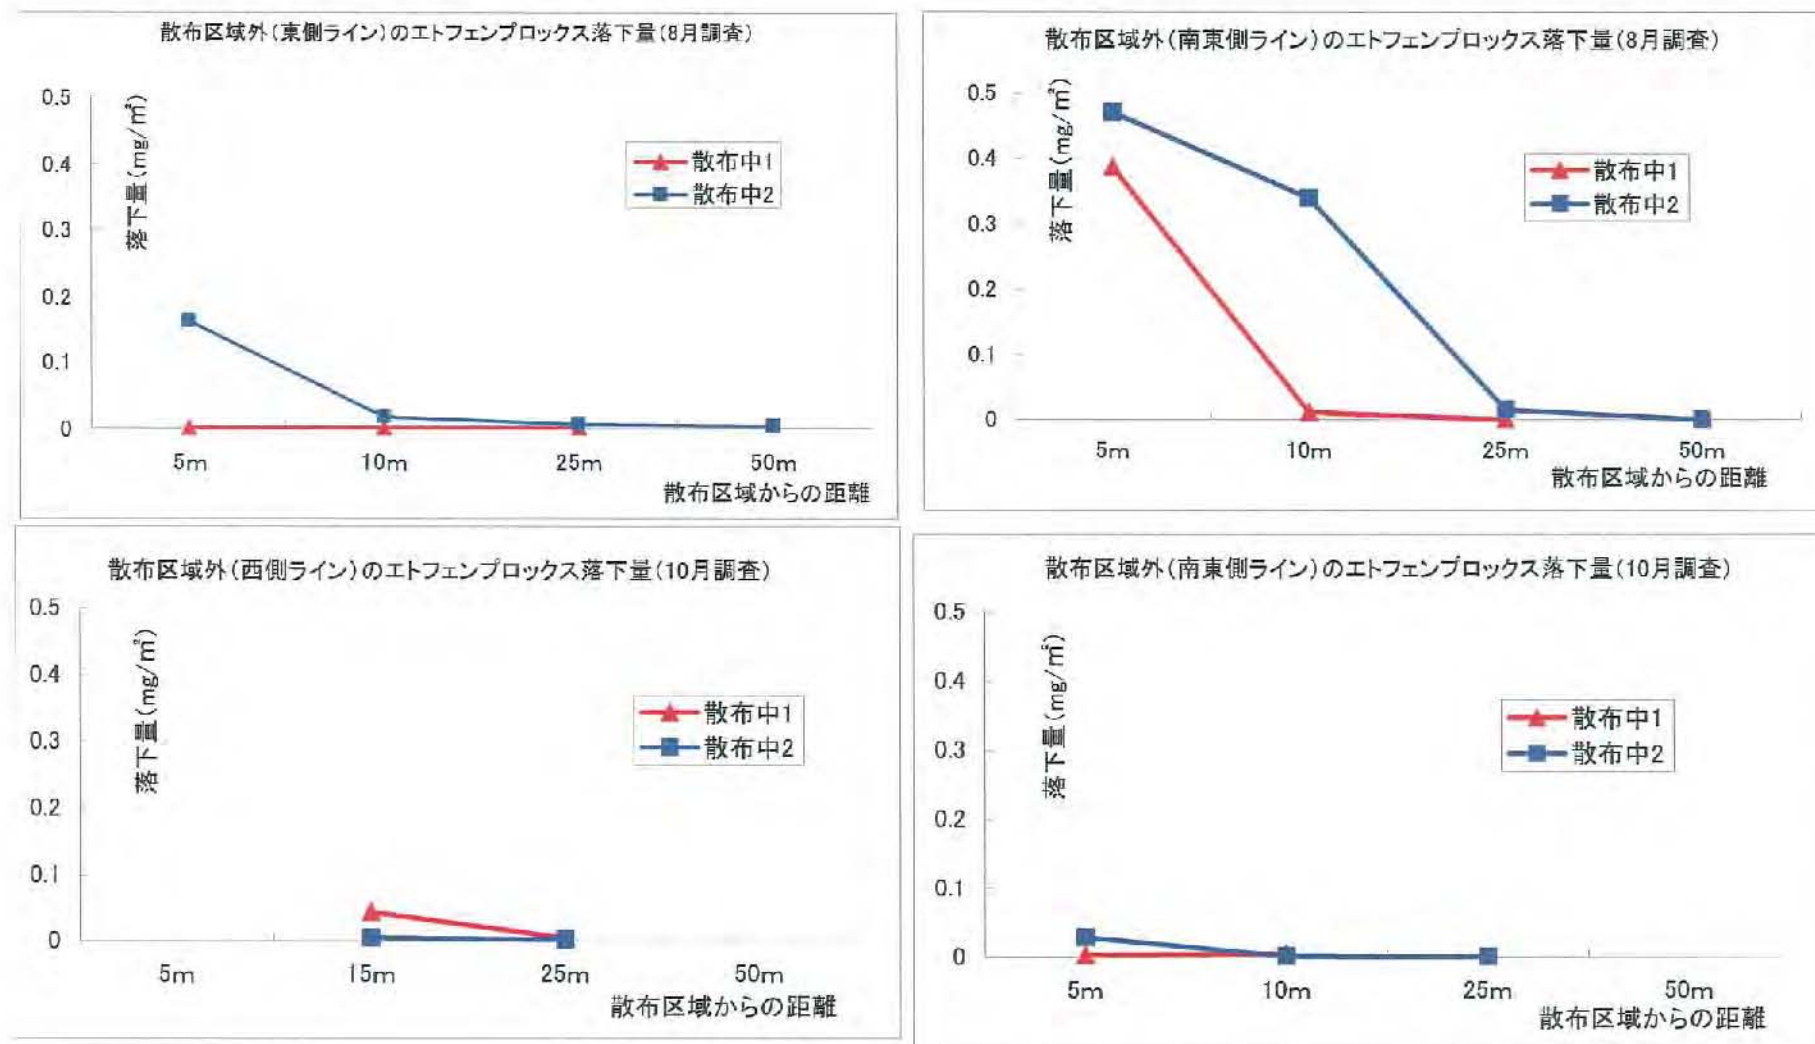 散布区域外(東側ライン)のエトフェンプロックス落下量(8月調査)
落下量(mg/㎡)
0.5
0.4
0.3
0.2
0.1
0
散布中1
散布中2
5m 10m 25m 50m
散布区域からの距離
散布区域外(南東側ライン)のエトフェンプロックス落下量(8月調査)
落下量(mg/㎡)
0.5
0.4
0.3
0.2
0.1
0
散布中1
散布中2
5m 10m 25m 50m
散布区域からの距離
散布区域外(西側ライン)のエトフェンプロックス落下量(10月調査)
落下量(mg/㎡)
0.5
0.4
0.3
0.2
0.1
0
散布中1
散布中2
5m 15m 25m 50m
散布区域からの距離
散布区域外(南東側ライン)のエトフェンプロックス落下量(10月調査)
落下量(mg/㎡)
0.5
0.4
0.3
0.2
0.1
0
散布中1
散布中2
5m 10m 25m 50m
散布区域からの距離